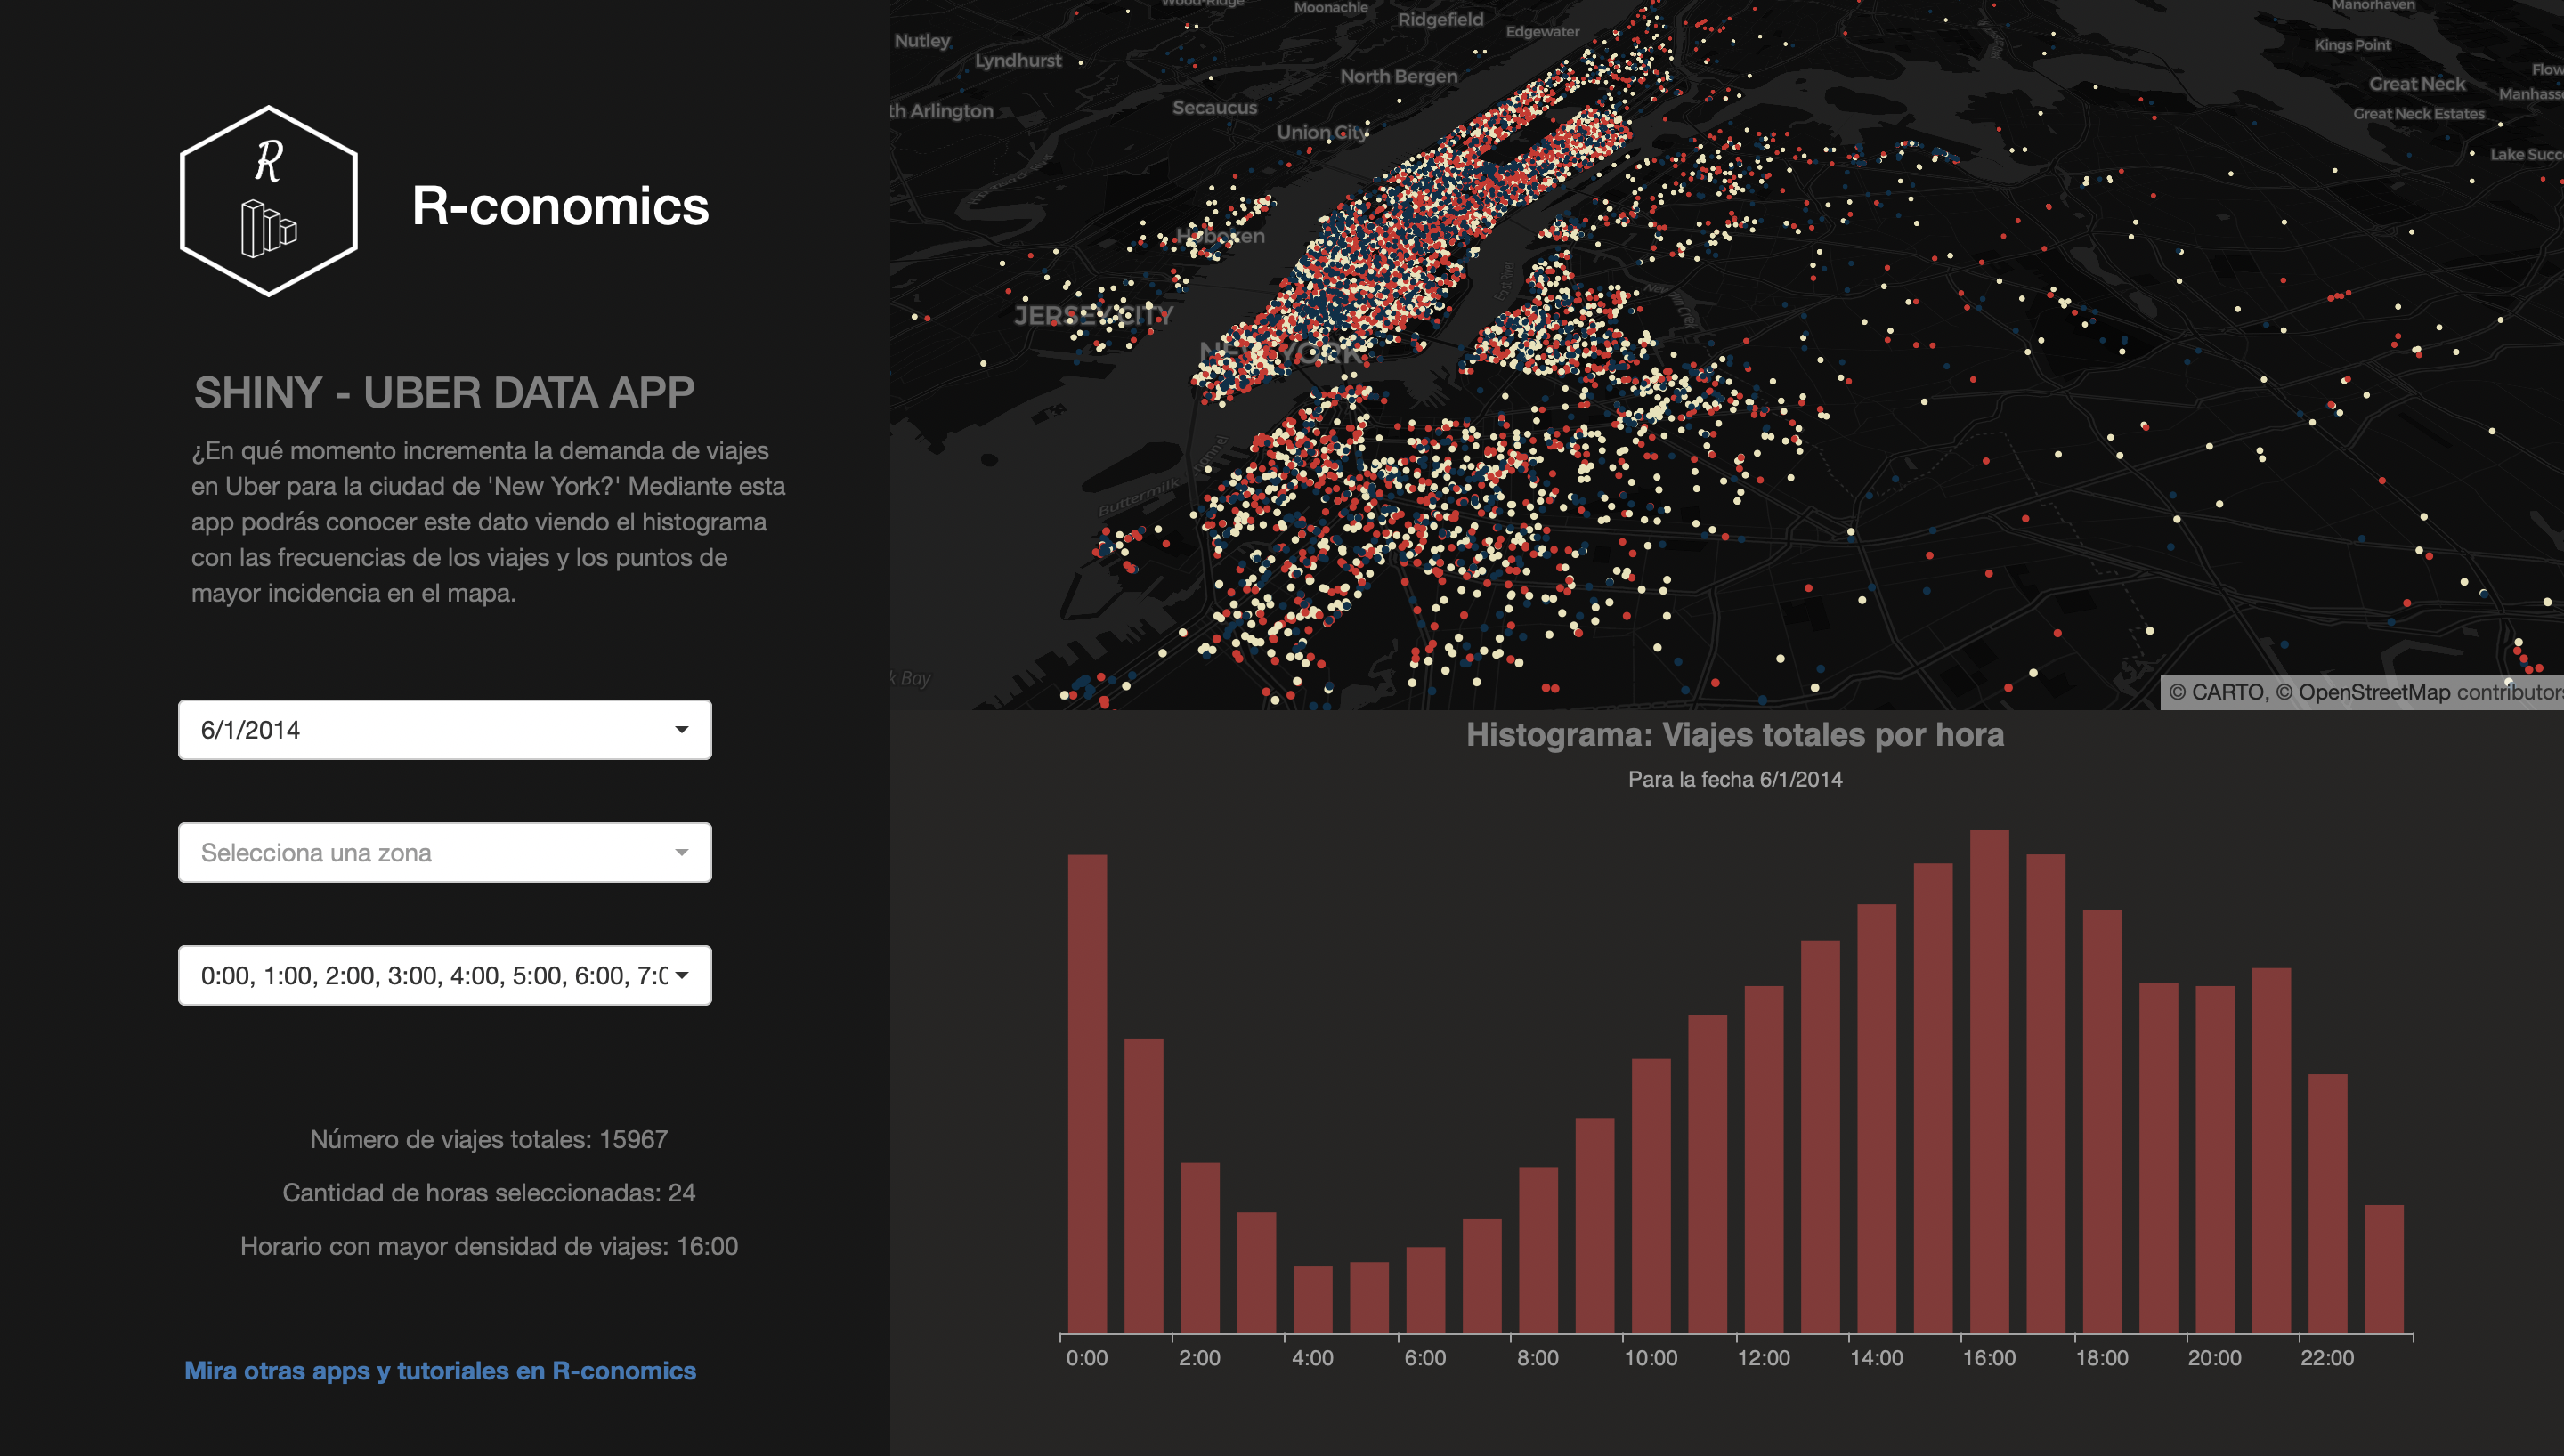 R
R-conomics
SHINY - UBER DATA APP
¿En qué momento incrementa la demanda de viajes
en Uber para la ciudad de 'New York?' Mediante esta
app podrás conocer este dato viendo el histograma
con las frecuencias de los viajes y los puntos de
mayor incidencia en el mapa.
6/1/2014
Selecciona una zona
0:00, 1:00, 2:00, 3:00, 4:00, 5:00, 6:00, 7:0
Número de viajes totales: 15967
Cantidad de horas seleccionadas: 24
Horario con mayor densidad de viajes: 16:00
Mira otras apps y tutoriales en R-conomics
Wood-Ridge
Moonachie
Ridgefield
Edgewater
Manorhaven
Nutley
Lyndhurst
North Bergen
Kings Point
Great Neck
Flow
Manhass
th Arlington
Secaucus
Union City
Great Neck Estates
Lake Succ
Hoboken
East River
JERSEY CITY
NEW YORK
Buttermilk
k Bay
© CARTO, © OpenStreetMap contributors
Histograma: Viajes totales por hora
Para la fecha 6/1/2014
0:00 2:00 4:00 6:00 8:00 10:00 12:00 14:00 16:00 18:00 20:00 22:00